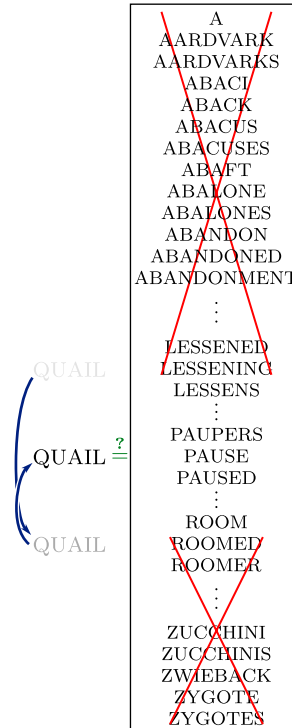 A
AARDVARK
AARDVARKS
ABACI
ABACK
ABACUS
ABACUSES
ABAFT
ABALONE
ABALONES
ABANDON
ABANDONED
ABANDONMENT
⋮
LESSENED
QUAIL LESSENING
LESSENS
⋮
PAUPERS
QUAIL ?= PAUSE
PAUSED
⋮
ROOM
QUAIL ROOMED
ROOMER
⋮
ZUCCHINI
ZUCCHINIS
ZWIEBACK
ZYGOTE
ZYGOTES